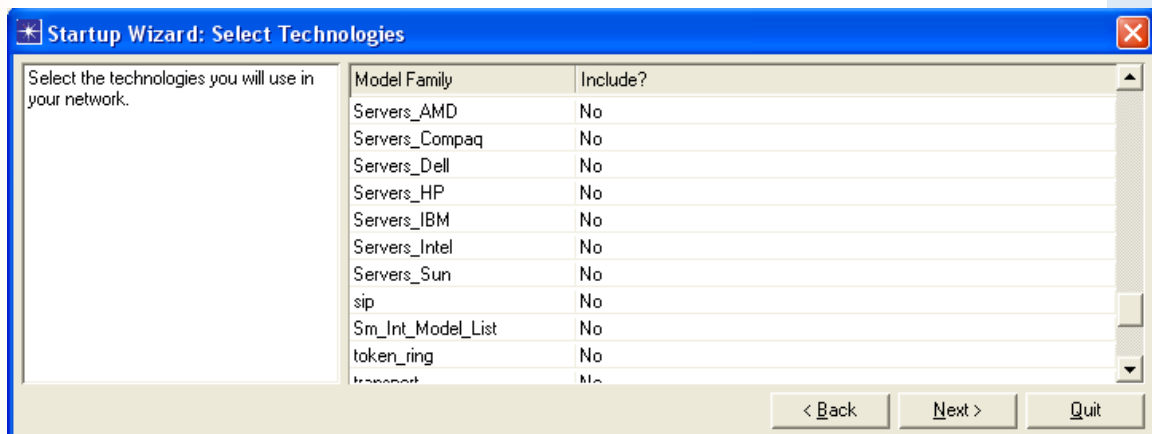 Startup Wizard: Select Technologies
Select the technologies you will use in
your network.
Model Family Include?
Servers_AMD No
Servers_Compaq No
Servers_Dell No
Servers_HP No
Servers_IBM No
Servers_Intel No
Servers_Sun No
sip No
Sm_Int_Model_List No
token_ring No
transport No
< Back Next > Quit